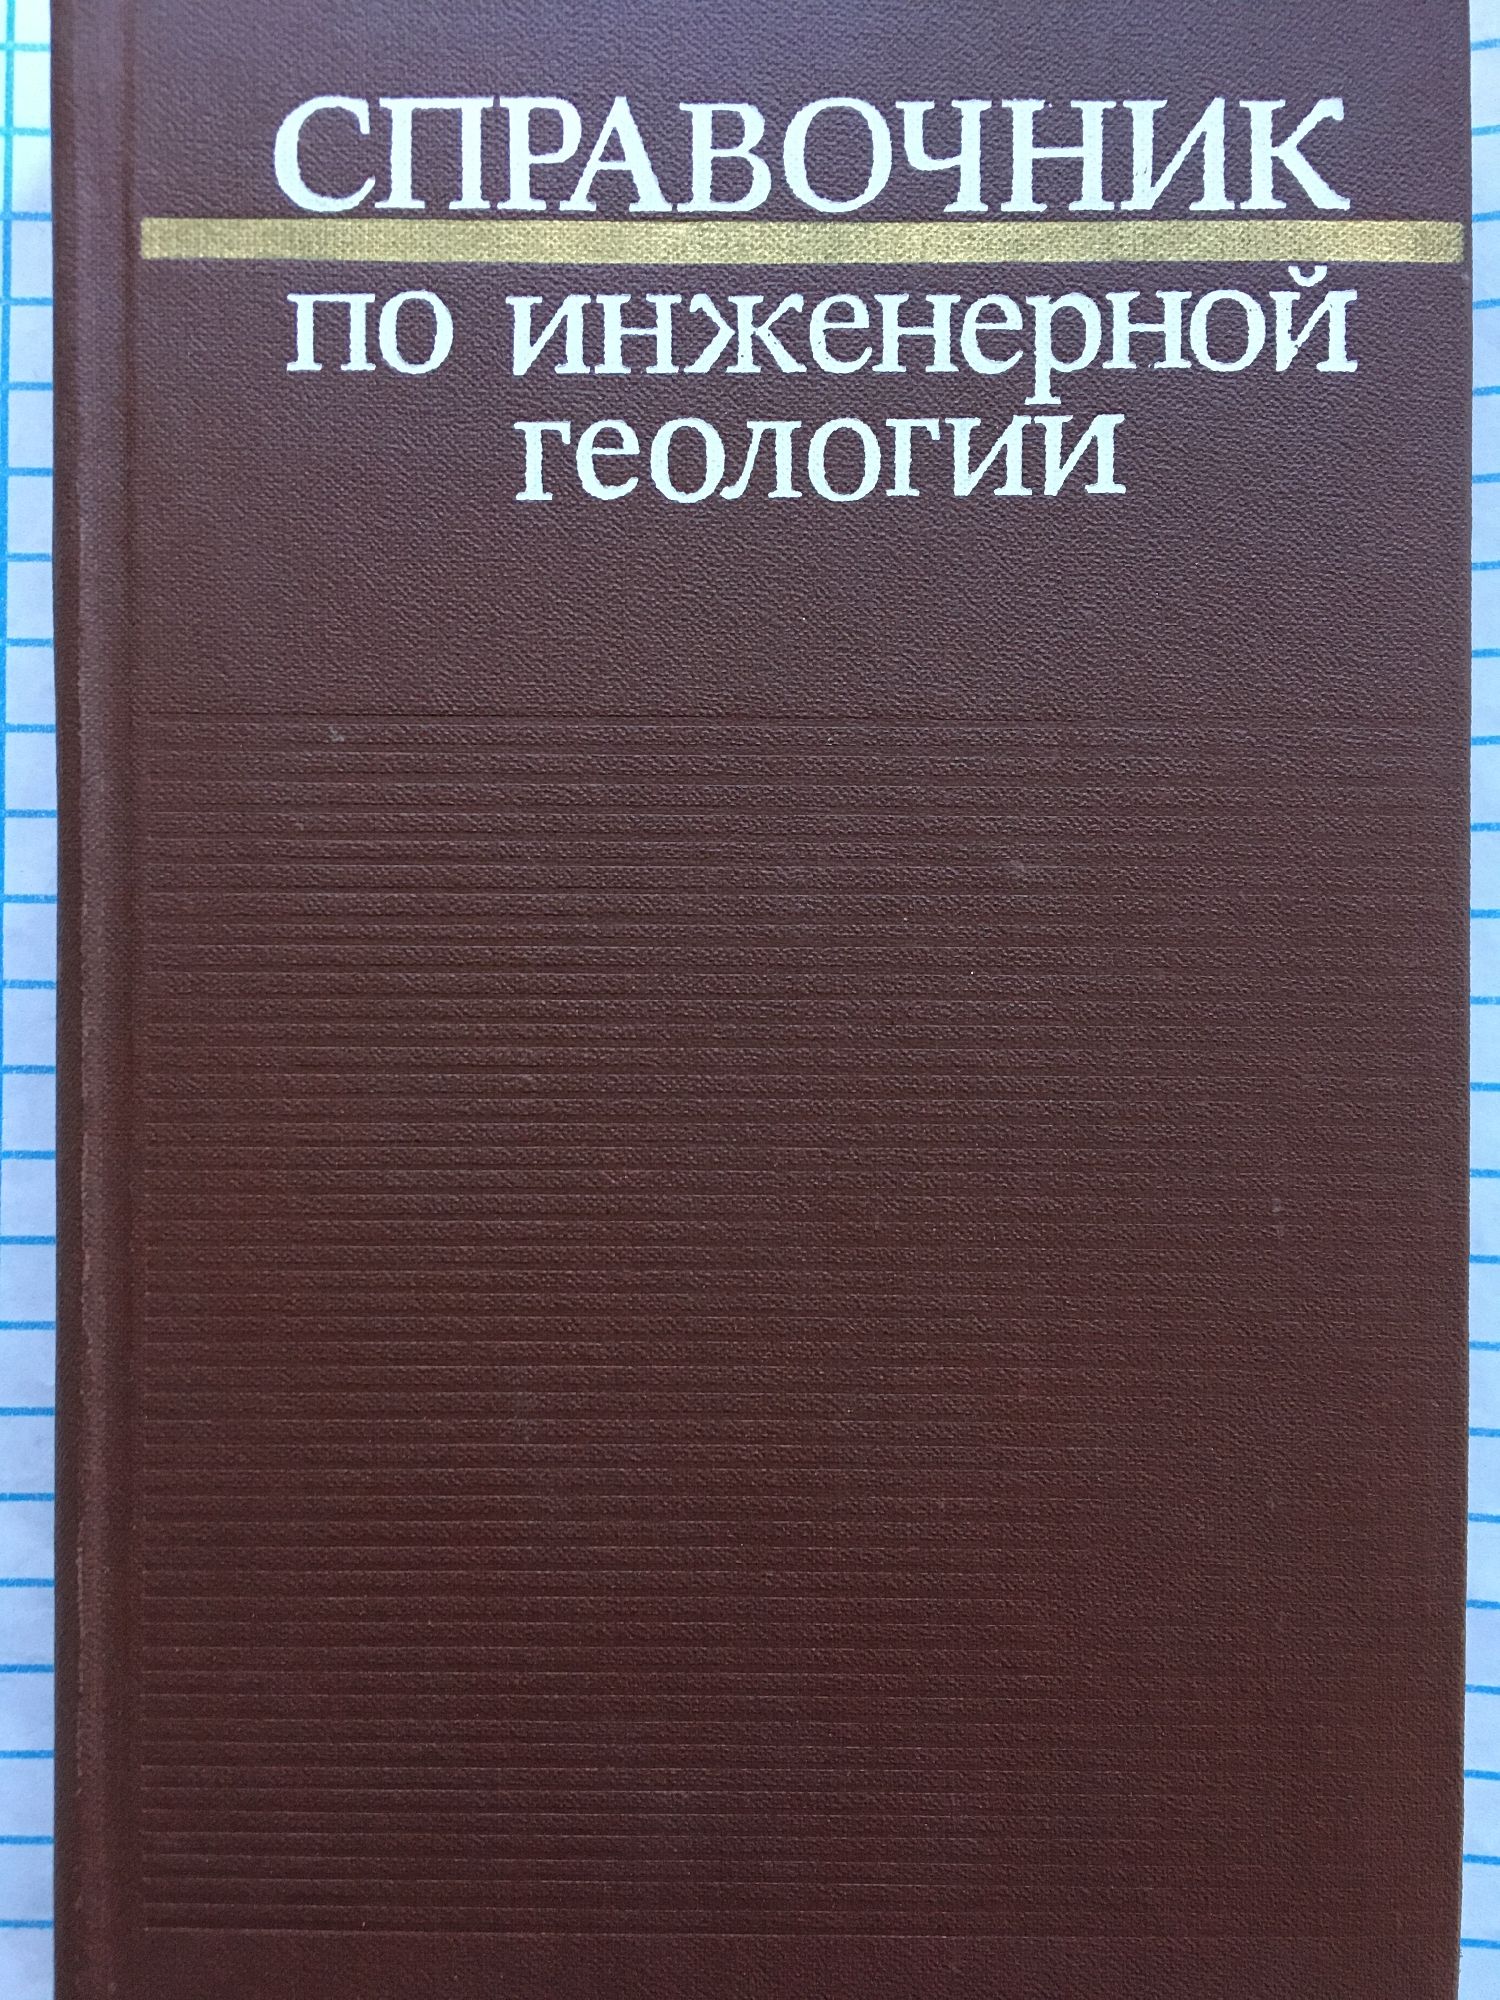 СПРАВОЧНИК
по инженерной
геологии